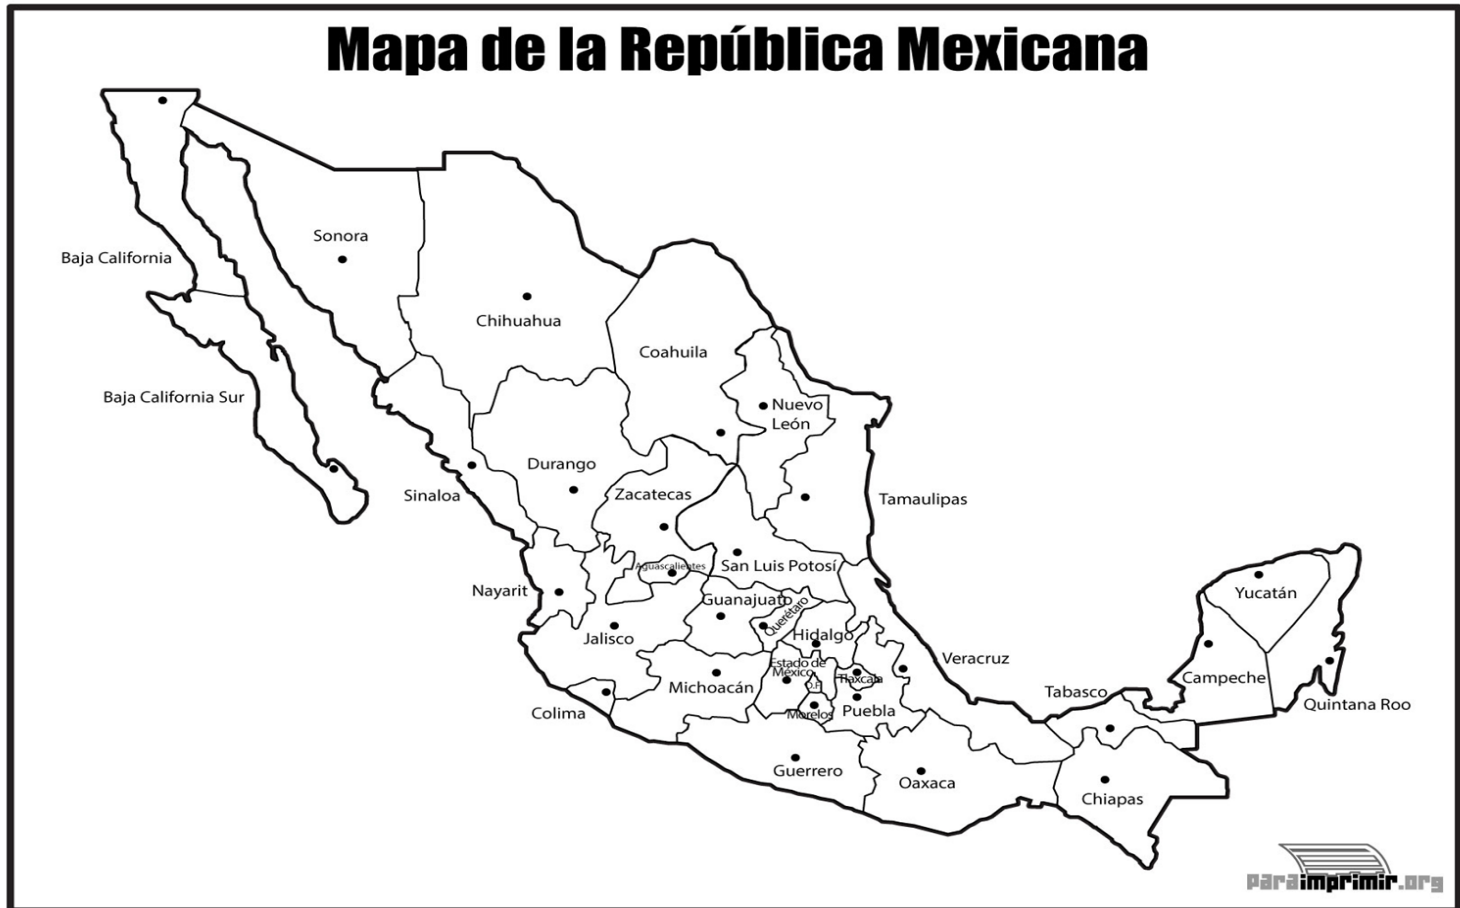 Mapa de la República Mexicana
Sonora
Baja California
Chihuahua
Coahuila
Baja California Sur
Nuevo
León
Durango
Sinaloa
Zacatecas
Tamaulipas
Aguascalientes
San Luis Potosí
Nayarit
Guanajuato
Querétaro
Yucatán
Jalisco
Hidalgo
Veracruz
Estado de
México
D.F.
Tlaxcala
Michoacán
Campeche
Tabasco
Quintana Roo
Colima
Morelos
Puebla
Guerrero
Oaxaca
Chiapas
paraimprimir.org